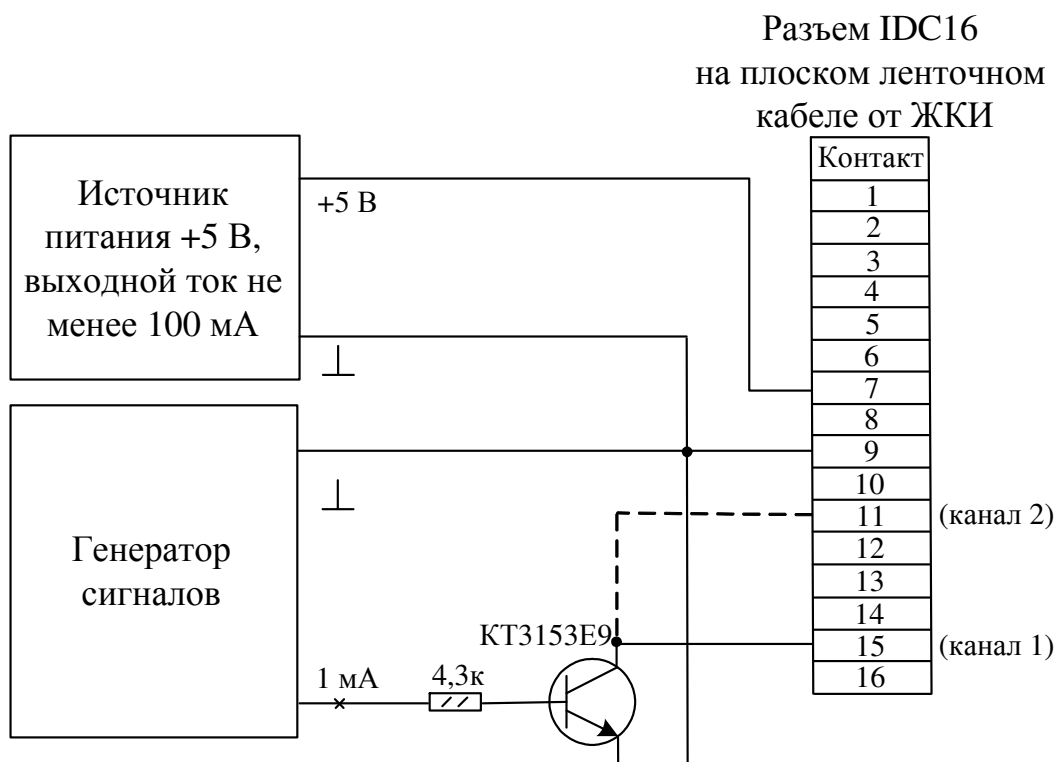 Разъем IDC16
на плоском ленточном
кабеле от ЖКИ
Источник
питания +5 В,
выходной ток не
менее 100 мА
+5 В
Контакт
1
2
3
4
5
6
7
8
9
10
11
12
13
14
15
16
(канал 2)
(канал 1)
Генератор
сигналов
КТ3153Е9
1 мА
4,3к